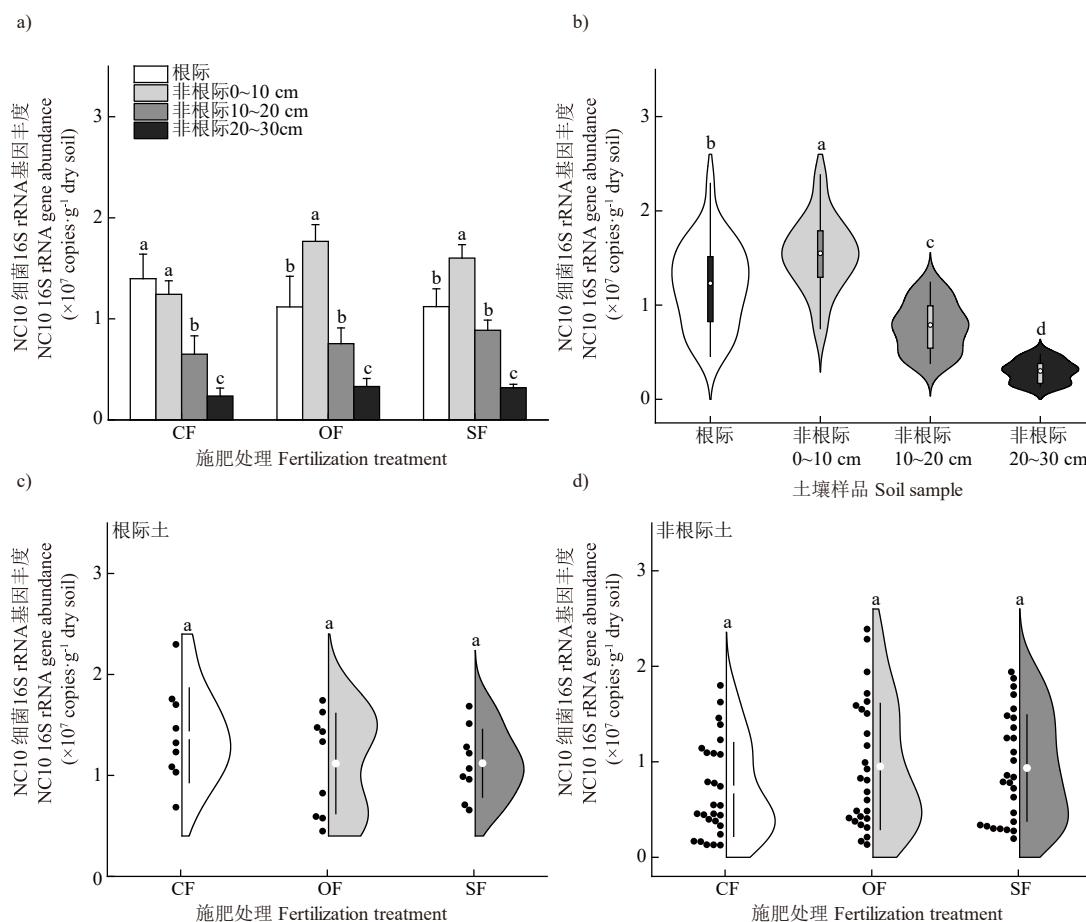 a)
NC10 细菌16S rRNA基因丰度
NC10 16S rRNA gene abundance
(×10⁷ copies·g⁻¹ dry soil)
3
2
1
0
根际
非根际0~10 cm
非根际10~20 cm
非根际20~30cm
a
a
b
c
b
a
b
c
b
a
b
c
CF
OF
SF
施肥处理 Fertilization treatment
b)
NC10 细菌16S rRNA基因丰度
NC10 16S rRNA gene abundance
(×10⁷ copies·g⁻¹ dry soil)
3
2
1
0
b
a
c
d
根际
非根际
0~10 cm
非根际
10~20 cm
非根际
20~30 cm
土壤样品 Soil sample
c)
NC10 细菌16S rRNA基因丰度
NC10 16S rRNA gene abundance
(×10⁷ copies·g⁻¹ dry soil)
根际土
3
2
1
0
a
a
a
CF
OF
SF
施肥处理 Fertilization treatment
d)
NC10 细菌16S rRNA基因丰度
NC10 16S rRNA gene abundance
(×10⁷ copies·g⁻¹ dry soil)
非根际土
3
2
1
0
a
a
a
CF
OF
SF
施肥处理 Fertilization treatment